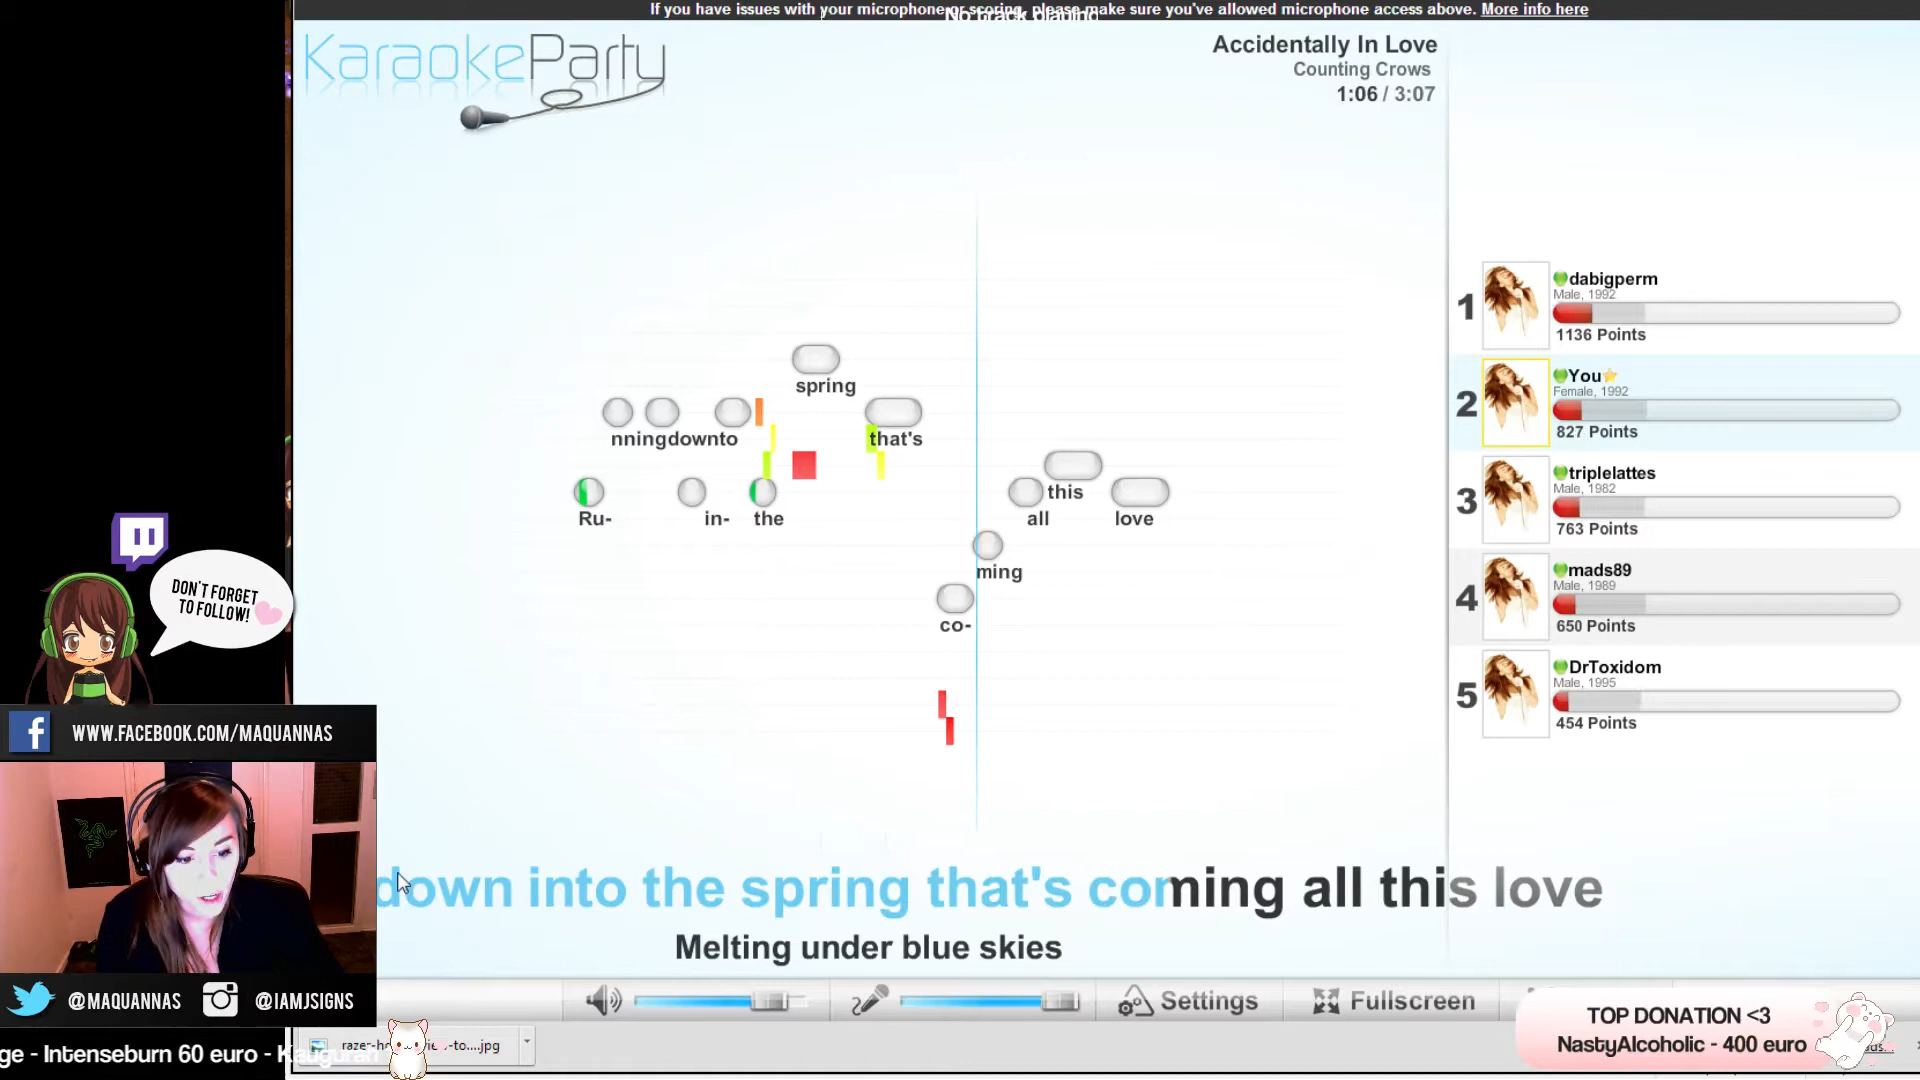 If you have issues with your microphone or scoring, please make sure you've allowed microphone access above. More info here
No track playing
KaraokeParty
Accidentally In Love
Counting Crows
1:06 / 3:07
spring
nningdownto
that's
Ru-
in-
the
this
all
love
ming
co-
1
dabigperm
Male, 1992
1136 Points
2
You
Female, 1992
827 Points
3
triplelattes
Male, 1982
763 Points
4
mads89
Male, 1989
650 Points
5
DrToxidom
Male, 1995
454 Points
DON'T FORGET
TO FOLLOW!
WWW.FACEBOOK.COM/MAQUANNAS
down into the spring that's coming all this love
Melting under blue skies
@MAQUANNAS
@IAMJSIGNS
Settings
Fullscreen
TOP DONATION <3
NastyAlcoholic - 400 euro
ge - Intenseburn 60 euro -